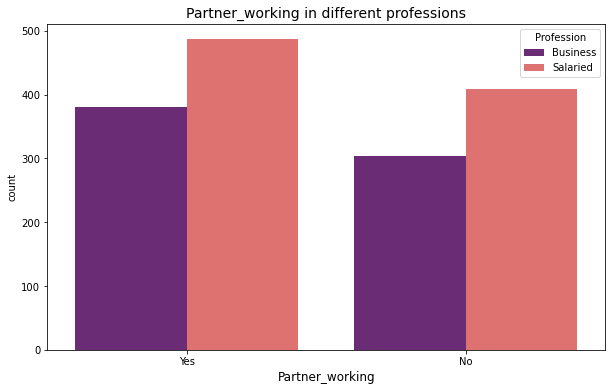 Partner_working in different professions
Profession
Business
Salaried
500
400
300
200
100
0
count
Yes
No
Partner_working